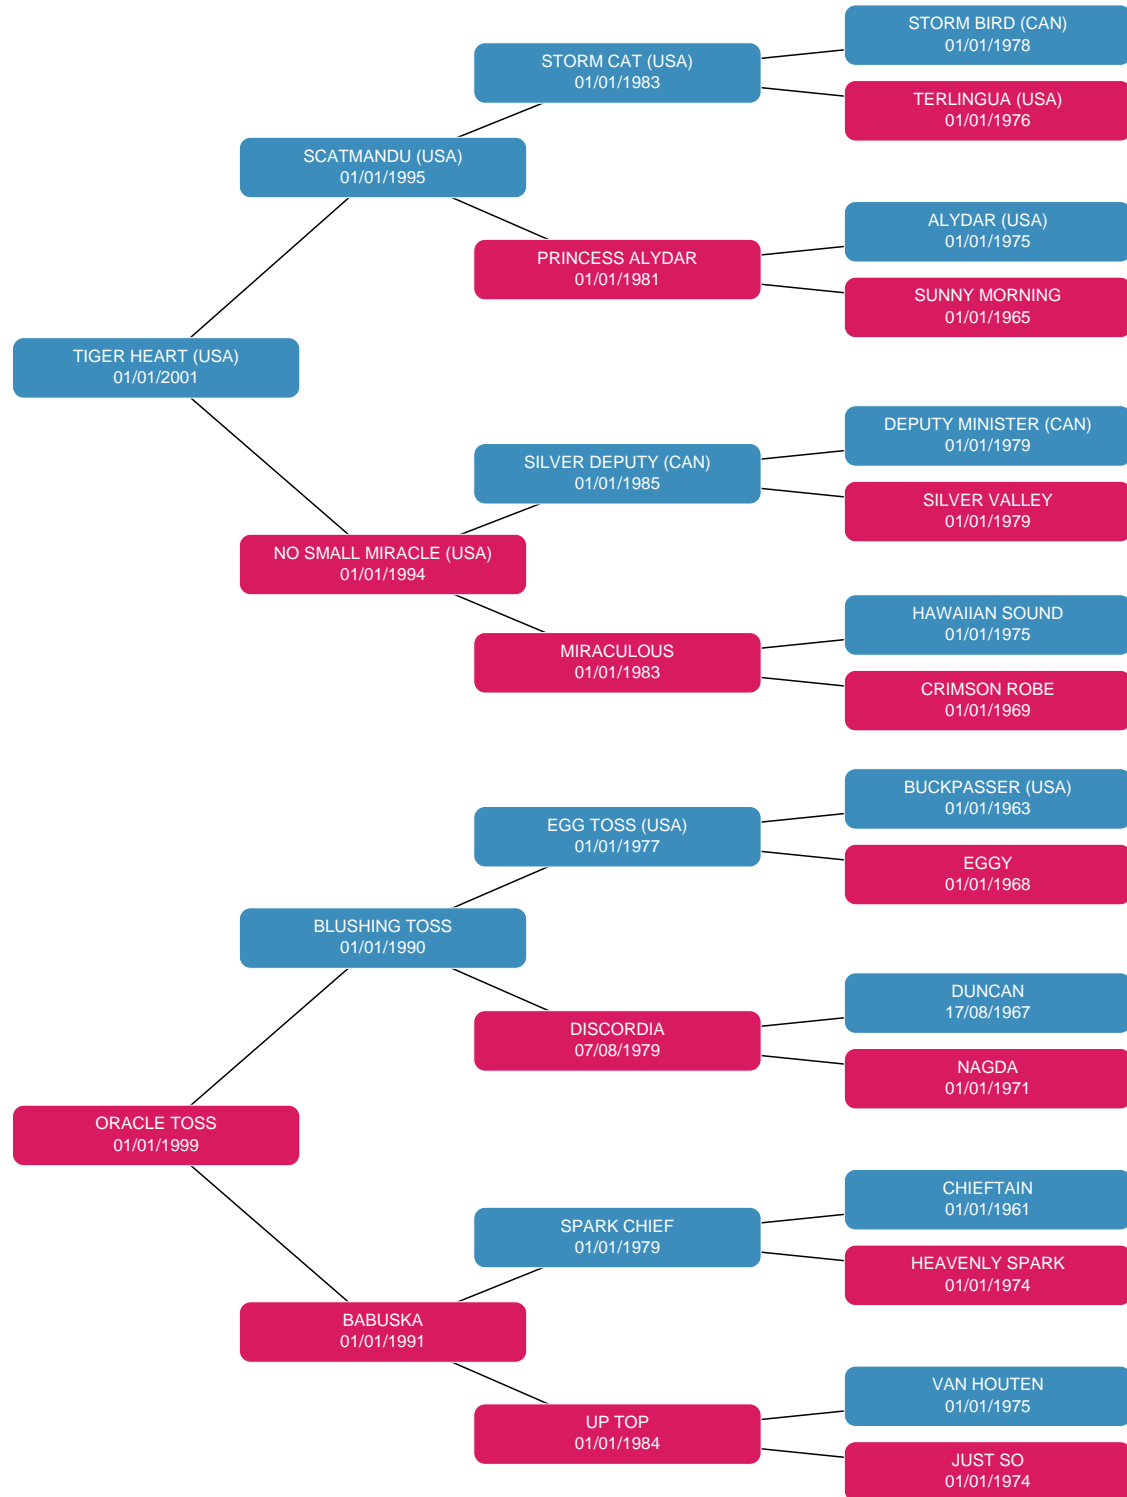 STORM BIRD (CAN)
01/01/1978
STORM CAT (USA)
01/01/1983
TERLINGUA (USA)
01/01/1976
SCATMANDU (USA)
01/01/1995
ALYDAR (USA)
01/01/1975
PRINCESS ALYDAR
01/01/1981
SUNNY MORNING
01/01/1965
TIGER HEART (USA)
01/01/2001
DEPUTY MINISTER (CAN)
01/01/1979
SILVER DEPUTY (CAN)
01/01/1985
SILVER VALLEY
01/01/1979
NO SMALL MIRACLE (USA)
01/01/1994
HAWAIIAN SOUND
01/01/1975
MIRACULOUS
01/01/1983
CRIMSON ROBE
01/01/1969
BUCKPASSER (USA)
01/01/1963
EGG TOSS (USA)
01/01/1977
EGGY
01/01/1968
BLUSHING TOSS
01/01/1990
DUNCAN
17/08/1967
DISCORDIA
07/08/1979
NAGDA
01/01/1971
ORACLE TOSS
01/01/1999
CHIEFTAIN
01/01/1961
SPARK CHIEF
01/01/1979
HEAVENLY SPARK
01/01/1974
BABUSKA
01/01/1991
VAN HOUTEN
01/01/1975
UP TOP
01/01/1984
JUST SO
01/01/1974